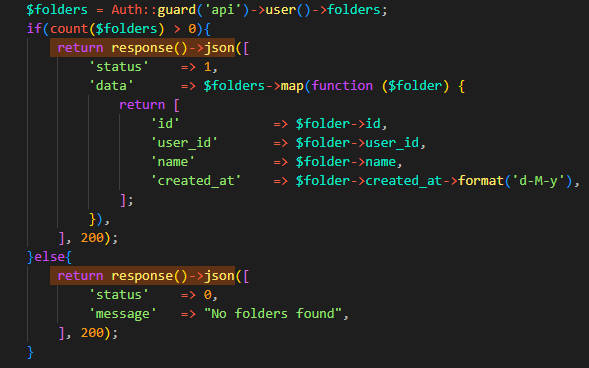 $folders = Auth::guard('api')->user()->folders;
if(count($folders) > 0){
    return response()->json([
        'status'    => 1,
        'data'      => $folders->map(function ($folder) {
            return [
                'id'            => $folder->id,
                'user_id'       => $folder->user_id,
                'name'          => $folder->name,
                'created_at'    => $folder->created_at->format('d-M-y'),
            ];
        }),
    ], 200);
}else{
    return response()->json([
        'status'    => 0,
        'message'   => "No folders found",
    ], 200);
}